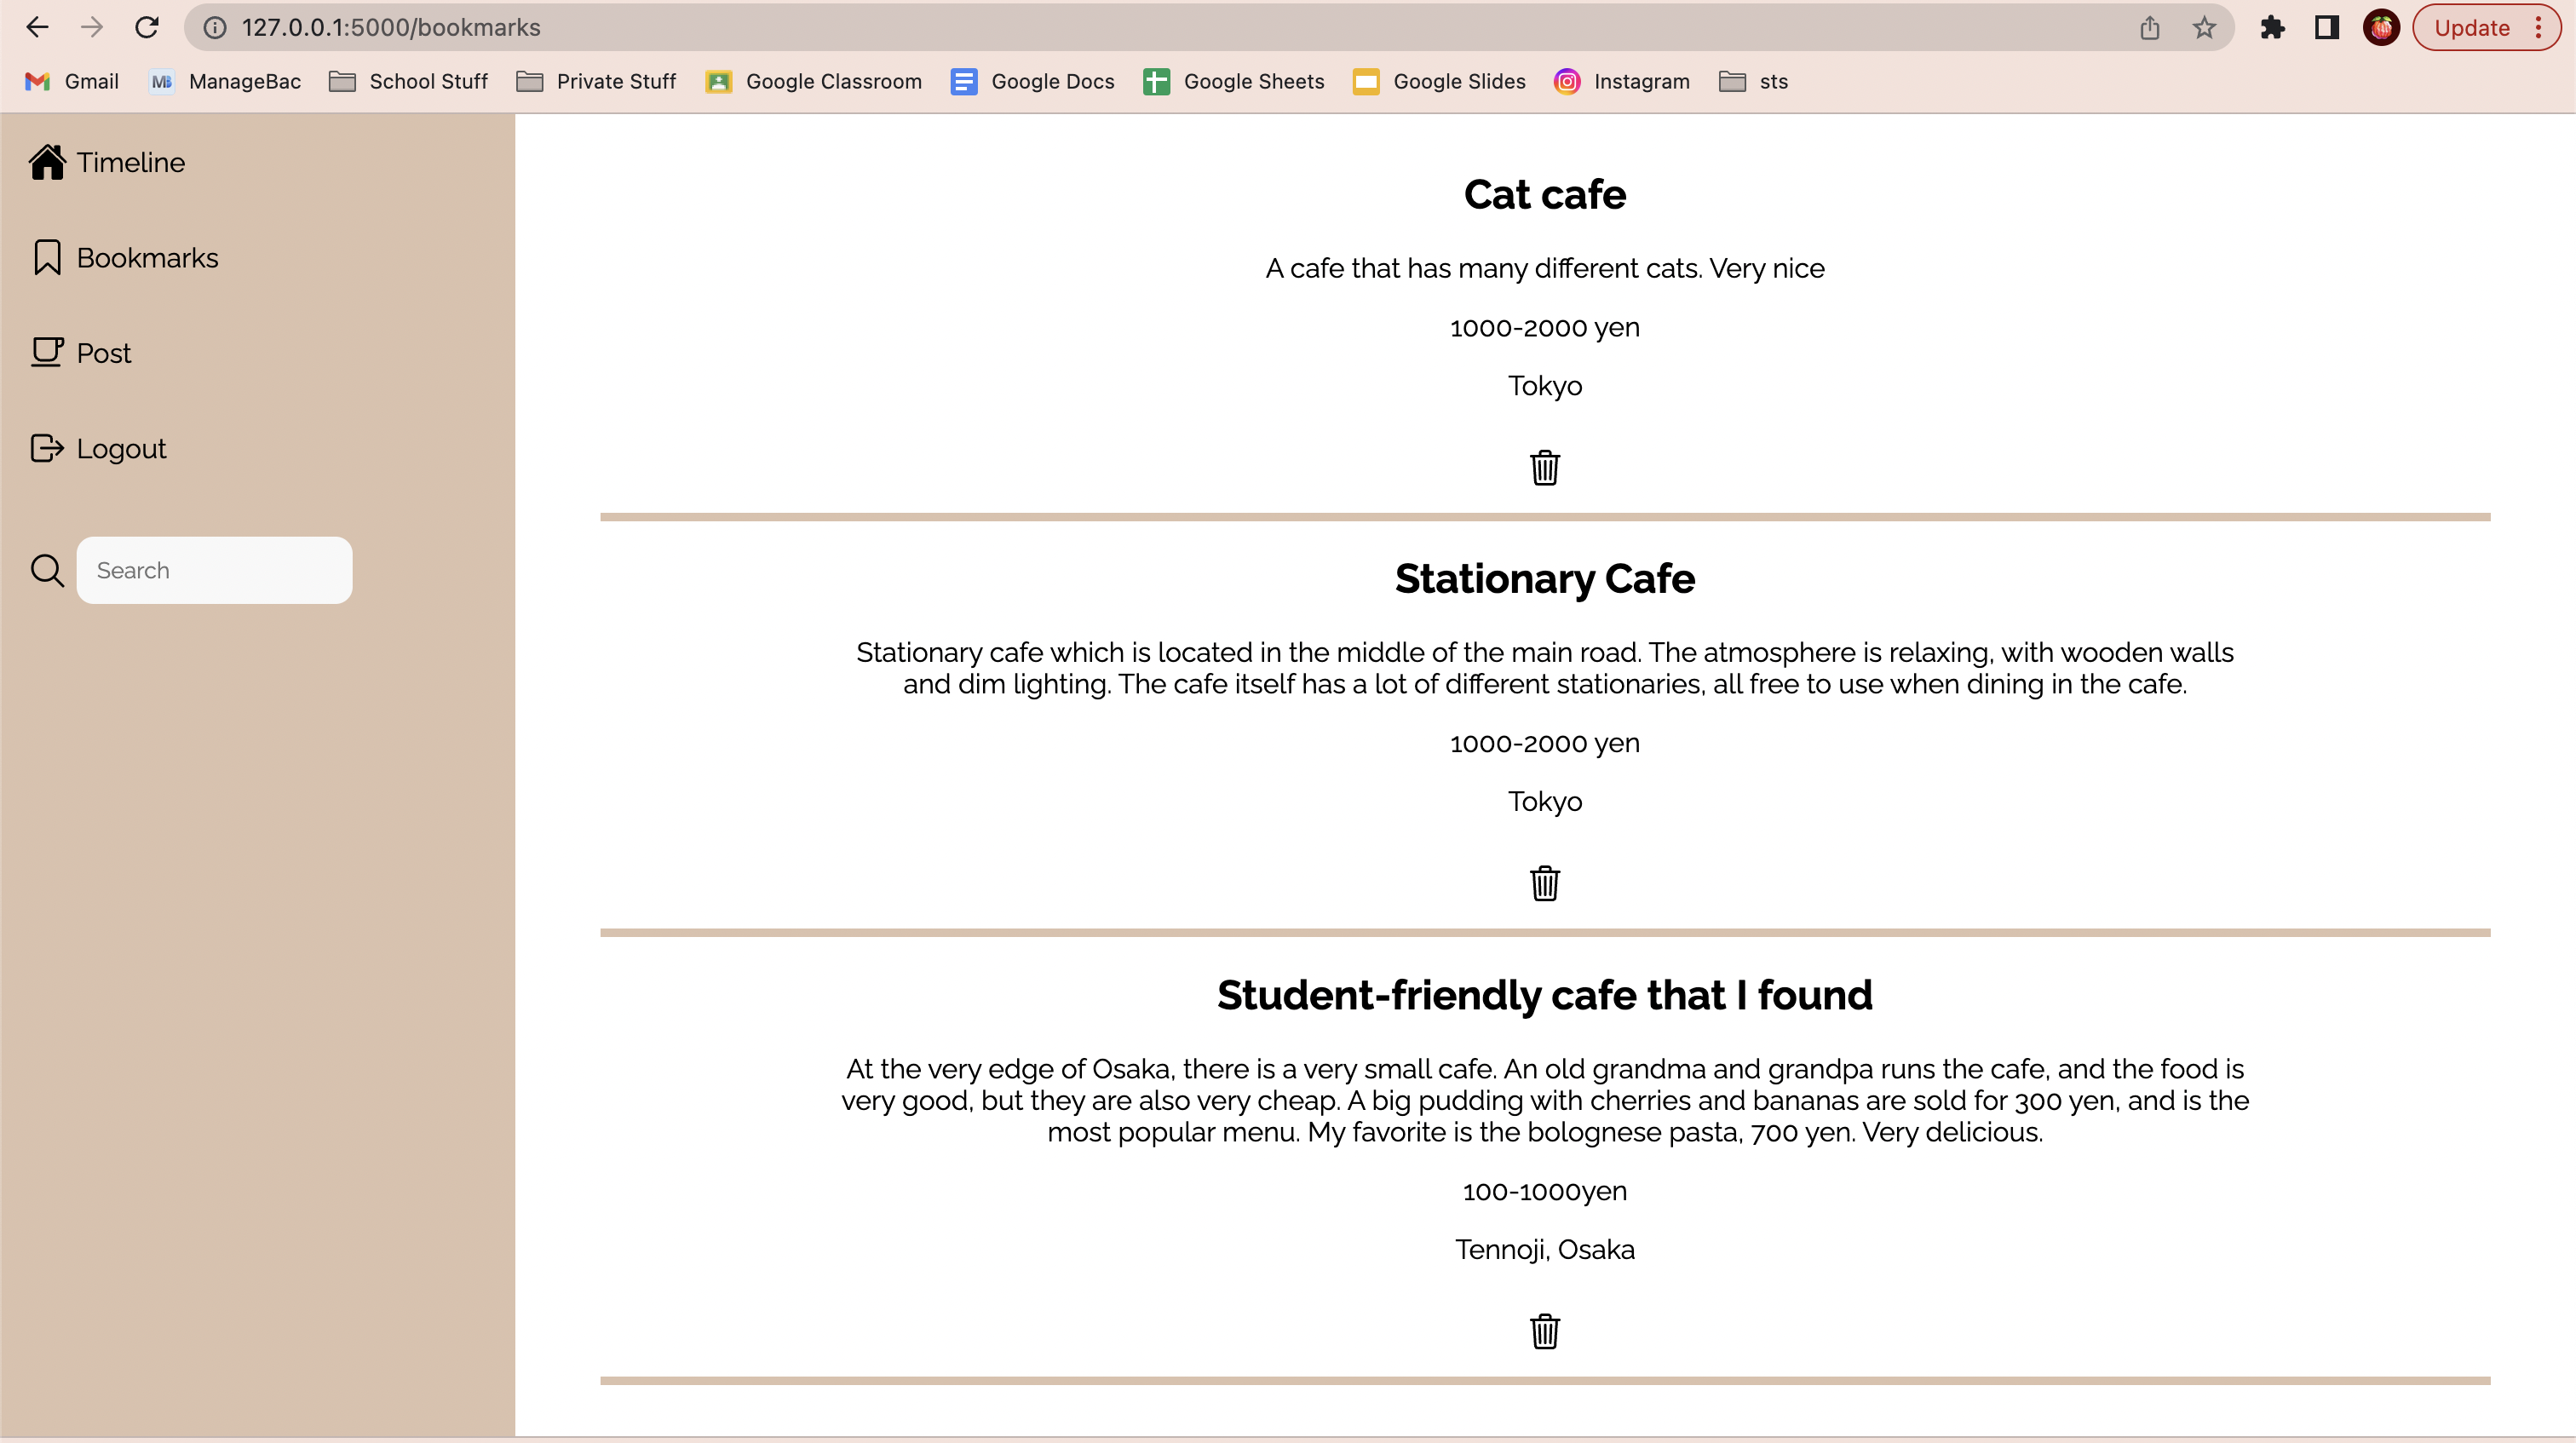 127.0.0.1:5000/bookmarks
Update
Gmail
MB ManageBac
School Stuff
Private Stuff
Google Classroom
Google Docs
Google Sheets
Google Slides
Instagram
sts
Timeline
Bookmarks
Post
Logout
Search
Cat cafe
A cafe that has many different cats. Very nice
1000-2000 yen
Tokyo
Stationary Cafe
Stationary cafe which is located in the middle of the main road. The atmosphere is relaxing, with wooden walls
and dim lighting. The cafe itself has a lot of different stationaries, all free to use when dining in the cafe.
1000-2000 yen
Tokyo
Student-friendly cafe that I found
At the very edge of Osaka, there is a very small cafe. An old grandma and grandpa runs the cafe, and the food is
very good, but they are also very cheap. A big pudding with cherries and bananas are sold for 300 yen, and is the
most popular menu. My favorite is the bolognese pasta, 700 yen. Very delicious.
100-1000yen
Tennoji, Osaka